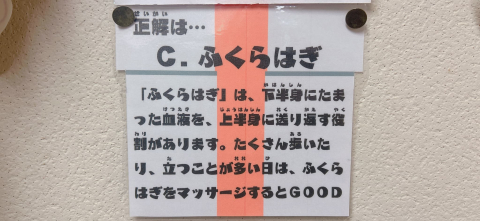 正解は…
C．ふくらはぎ
「ふくらはぎ」は、下半身にたま
った血液を、上半身に送り返す役
割があります。たくさん歩いた
り、立つことが多い日は、ふくら
はぎをマッサージするとGOOD